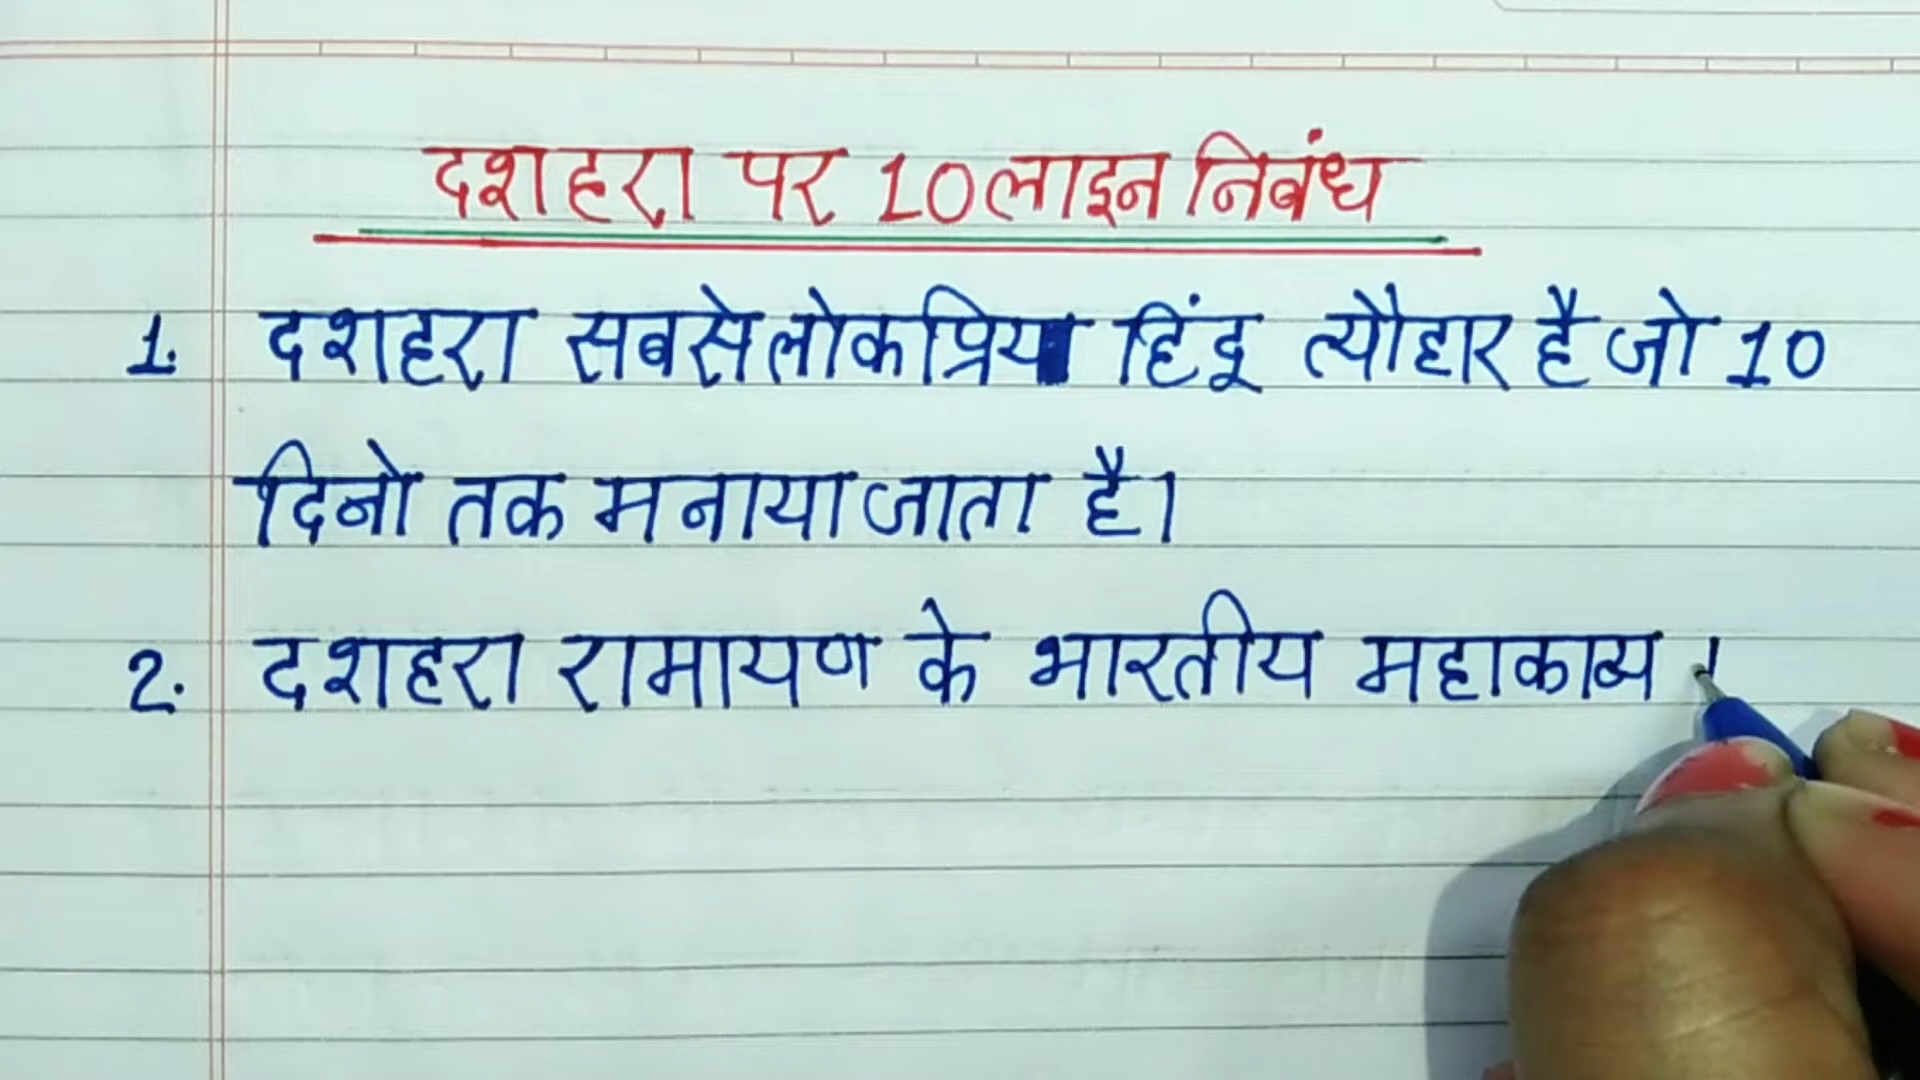 दशहरा पर 10 लाइन निबंध
1. दशहरा सबसे लोकप्रिय हिंदू त्यौहार है जो 10
दिनो तक मनाया जाता है।
2. दशहरा रामायण के भारतीय महाकाव्य